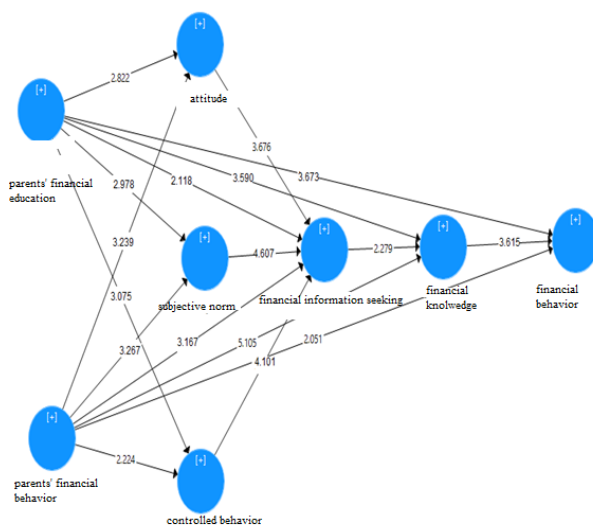 [+]
2.822
[+]
attitude
3.676
parents' financial
education
2.978
2.118
3.590
3.673
[+]
3.239
[+]
4.607
[+]
2.279
[+]
3.615
3.075
subjective norm
financial information seeking
financial
knolwedge
financial
behavior
3.267
3.167
5.105
2.051
4.101
[+]
2.224
[+]
parents' financial
behavior
controlled behavior